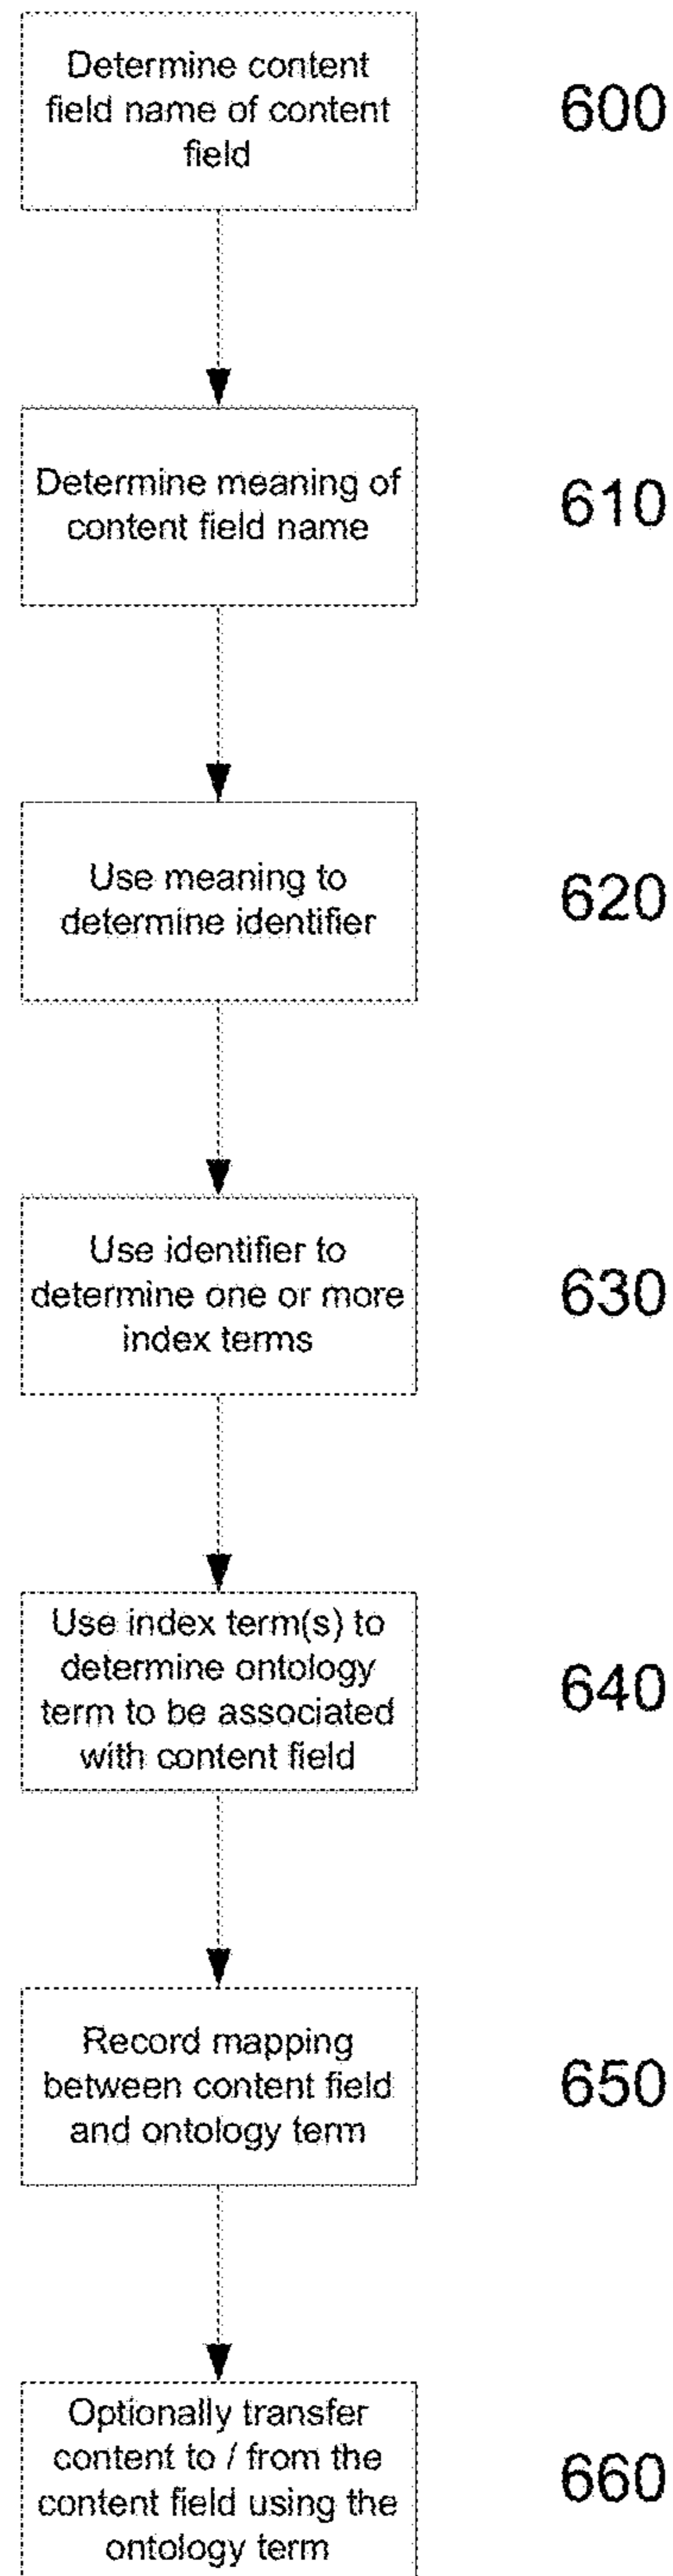 Determine content
field name of content
field
600
Determine meaning of
content field name
610
Use meaning to
determine identifier
620
Use identifier to
determine one or more
index terms
630
Use index term(s) to
determine ontology
term to be associated
with content field
640
Record mapping
between content field
and ontology term
650
Optionally transfer
content to / from the
content field using the
ontology term
660